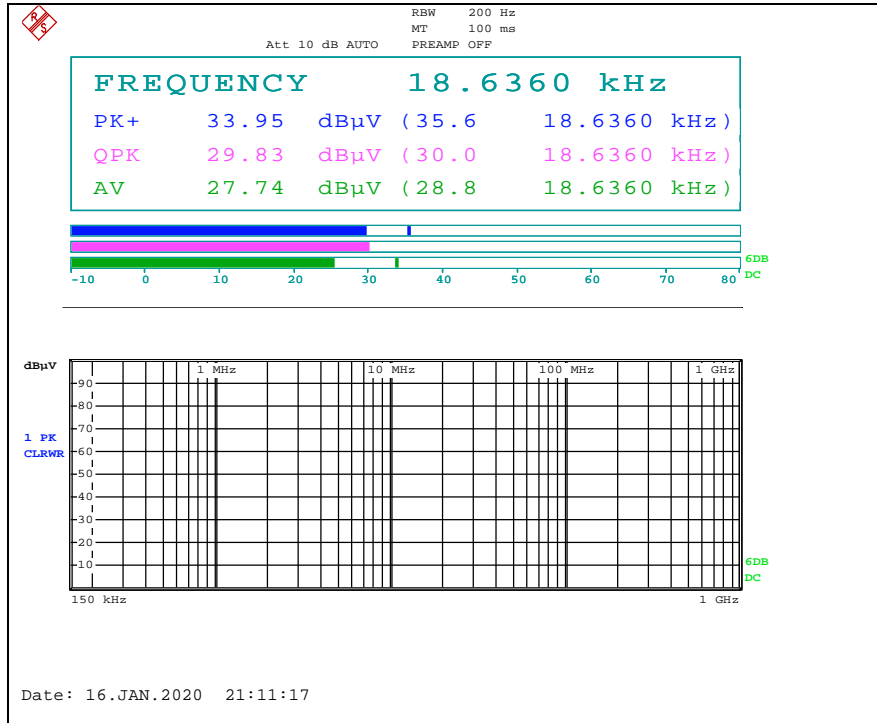 R S
RBW 200 Hz
MT 100 ms
Att 10 dB AUTO PREAMP OFF
FREQUENCY 18.6360 kHz
PK+ 33.95 dBµV (35.6 18.6360 kHz)
QPK 29.83 dBµV (30.0 18.6360 kHz)
AV 27.74 dBµV (28.8 18.6360 kHz)
6DB
DC
-10 0 10 20 30 40 50 60 70 80
dBµV
1 MHz 10 MHz 100 MHz 1 GHz
90
80
70
1 PK
CLRWR
60
50
40
30
20
10
6DB
DC
150 kHz 1 GHz
Date: 16.JAN.2020 21:11:17